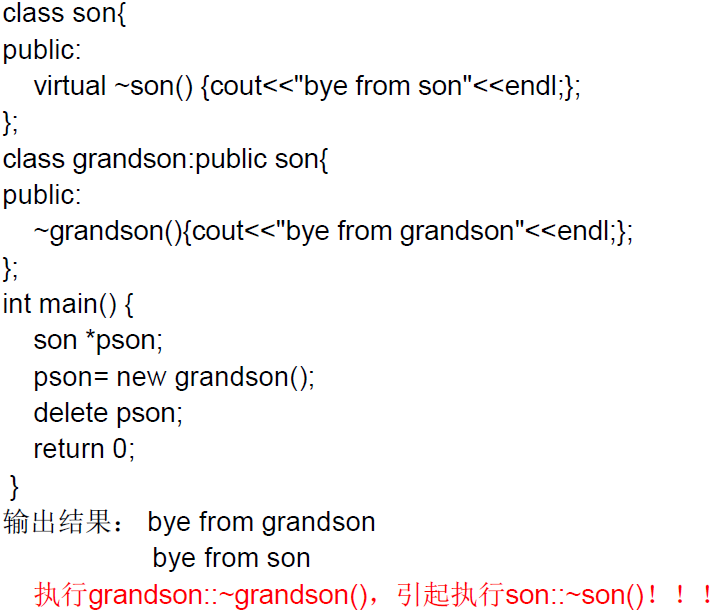 class son{
public:
virtual ~son() {cout<<"bye from son"<<endl;};
};
class grandson:public son{
public:
~grandson(){cout<<"bye from grandson"<<endl;};
};
int main() {
son *pson;
pson= new grandson();
delete pson;
return 0;
}
输出结果： bye from grandson
bye from son
执行grandson::~grandson()，引起执行son::~son()！！！